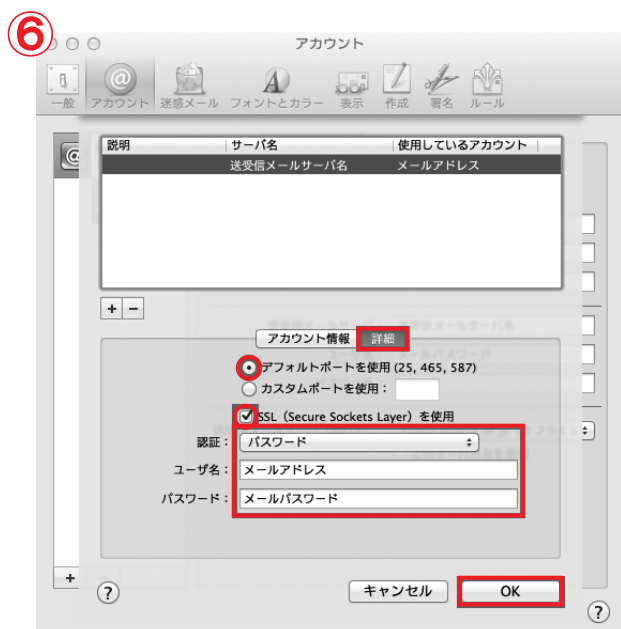 ⑥
アカウント
一般 アカウント 迷惑メール フォントとカラー 表示 作成 署名 ルール
説明 サーバ名 使用しているアカウント
送受信メールサーバ名 メールアドレス
+ −
アカウント情報 詳細
デフォルトポートを使用 (25, 465, 587)
カスタムポートを使用：
SSL（Secure Sockets Layer）を使用
認証： パスワード
ユーザ名： メールアドレス
パスワード： メールパスワード
+
? キャンセル OK
?